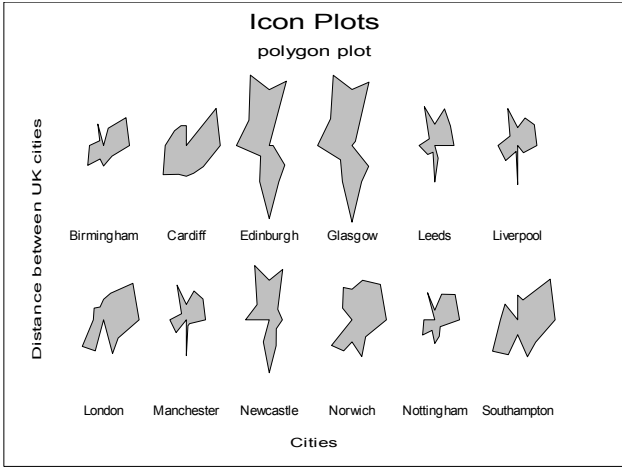 Icon Plots
polygon plot
Distance between UK cities
Birmingham Cardiff Edinburgh Glasgow Leeds Liverpool
London Manchester Newcastle Norwich Nottingham Southampton
Cities